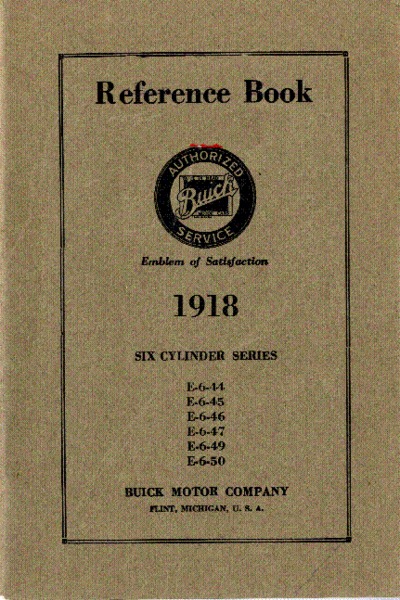 Reference Book
AUTHORIZED
Buick
SERVICE
Emblem of Satisfaction
1918
SIX CYLINDER SERIES
E-6-44
E-6-45
E-6-46
E-6-47
E-6-49
E-6-50
BUICK MOTOR COMPANY
FLINT, MICHIGAN, U. S. A.